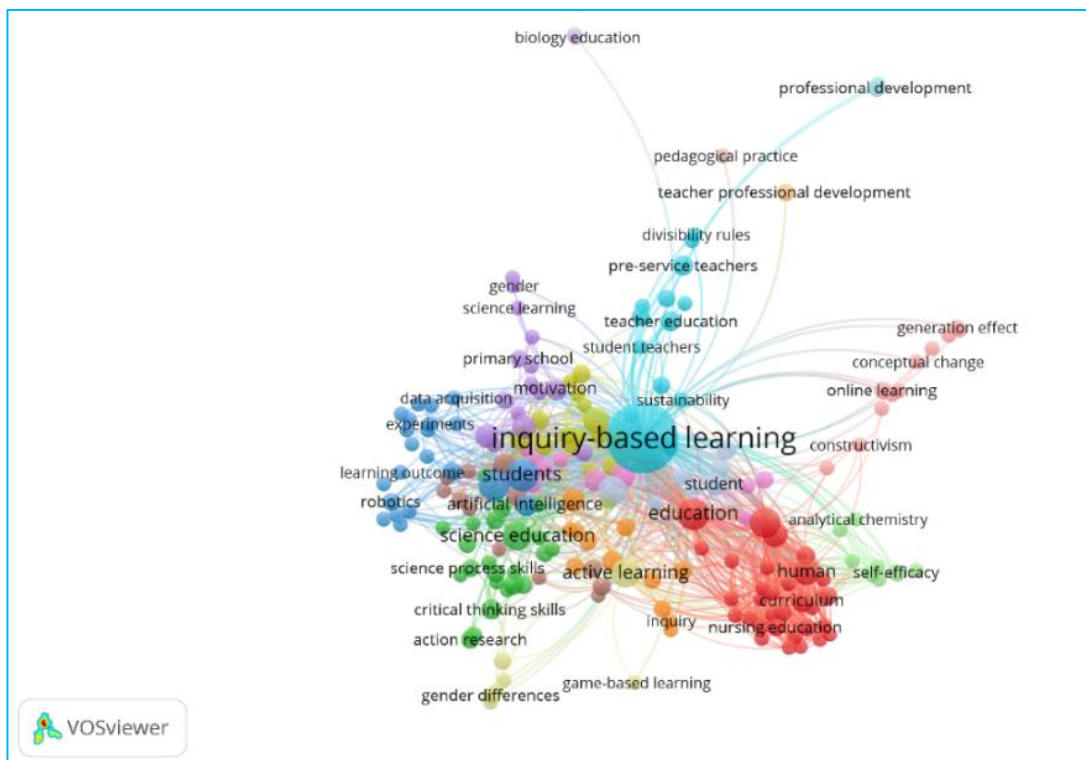 biology education
professional development
pedagogical practice
teacher professional development
divisibility rules
pre-service teachers
gender
science learning
teacher education
generation effect
student teachers
primary school
conceptual change
motivation
data acquisition
sustainability
online learning
experiments
inquiry-based learning
constructivism
learning outcome
students
student
robotics
artificial intelligence
education
analytical chemistry
science education
science process skills
active learning
human
self-efficacy
curriculum
critical thinking skills
inquiry
nursing education
action research
game-based learning
gender differences
VOSviewer